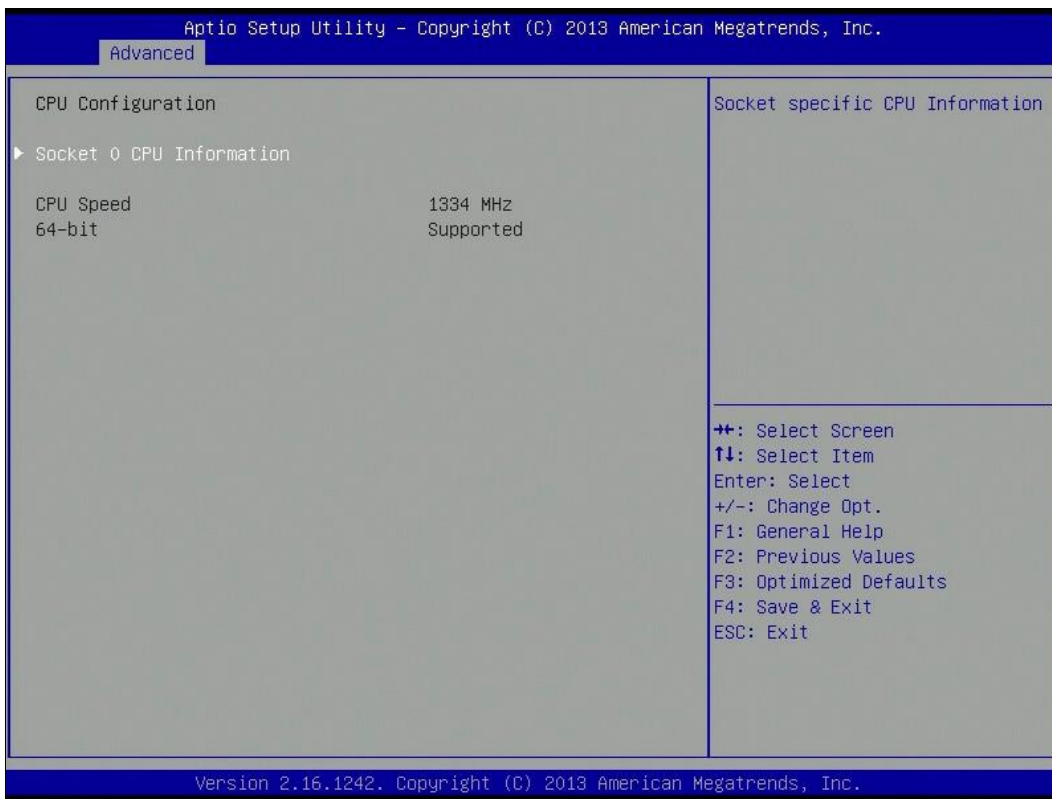 Aptio Setup Utility – Copyright (C) 2013 American Megatrends, Inc.
Advanced
CPU Configuration
Socket 0 CPU Information
CPU Speed 1334 MHz
64-bit Supported
Socket specific CPU Information
→←: Select Screen
↑↓: Select Item
Enter: Select
+/-: Change Opt.
F1: General Help
F2: Previous Values
F3: Optimized Defaults
F4: Save & Exit
ESC: Exit
Version 2.16.1242. Copyright (C) 2013 American Megatrends, Inc.